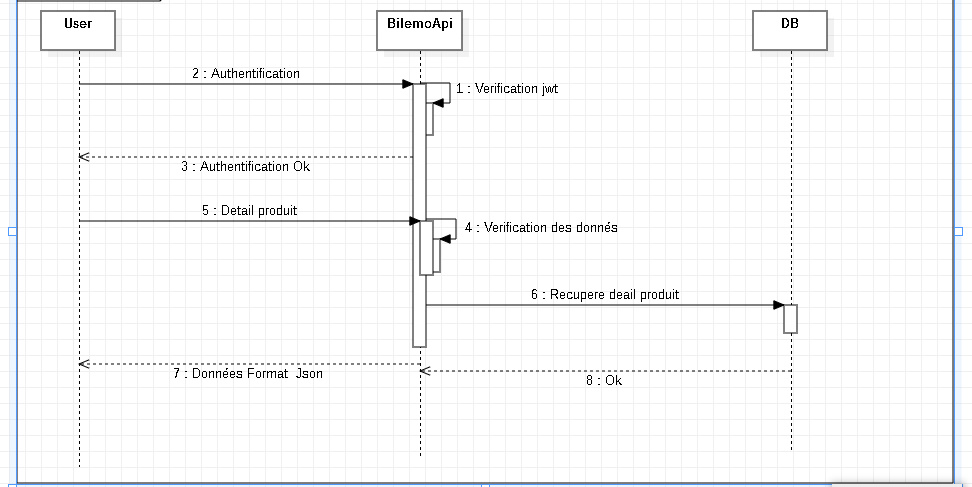 User
BilemoApi
DB
2 : Authentification
1 : Verification jwt
3 : Authentification Ok
5 : Detail produit
4 : Verification des donnés
6 : Recupere deail produit
7 : Données Format  Json
8 : Ok